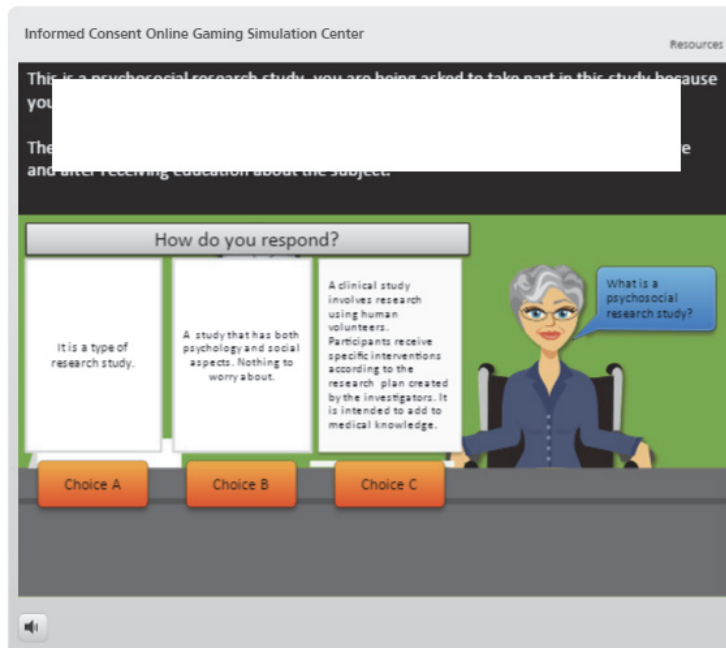 Informed Consent Online Gaming Simulation Center
Resources
This is a psychosocial research study, you are being asked to take part in this study because
you
The
e
and after receiving education about the subject.
How do you respond?
It is a type of
research study.
A study that has both
psychology and social
aspects. Nothing to
worry about.
A clinical study
involves research
using human
volunteers.
Participants receive
specific interventions
according to the
research plan created
by the investigators. It
is intended to add to
medical knowledge.
What is a
psychosocial
research study?
Choice A
Choice B
Choice C